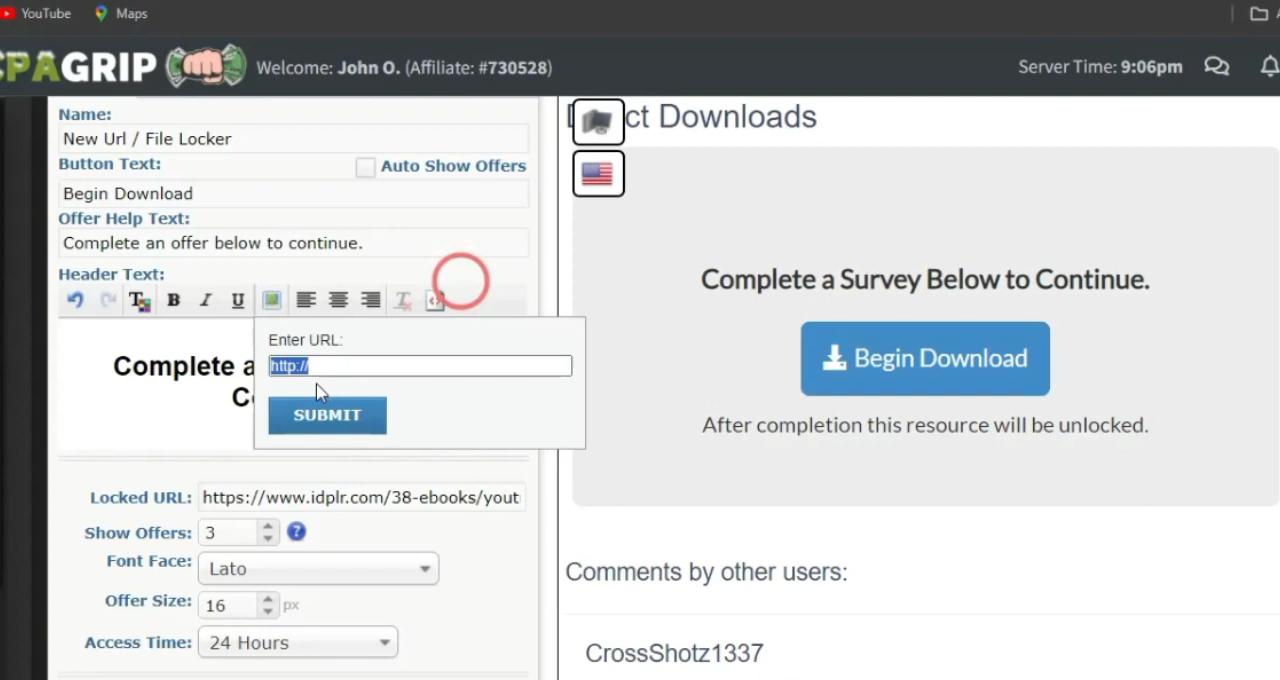 YouTube
Maps
CPAGRIP
Welcome: John O. (Affiliate: #730528)
Server Time: 9:06pm
Name:
New Url / File Locker
Button Text:
Auto Show Offers
Begin Download
Offer Help Text:
Complete an offer below to continue.
Header Text:
B I U
Enter URL:
http://
SUBMIT
Complete a
Co
Locked URL: https://www.idplr.com/38-ebooks/yout
Show Offers: 3
Font Face: Lato
Offer Size: 16 px
Access Time: 24 Hours
ct Downloads
Complete a Survey Below to Continue.
Begin Download
After completion this resource will be unlocked.
Comments by other users:
CrossShotz1337